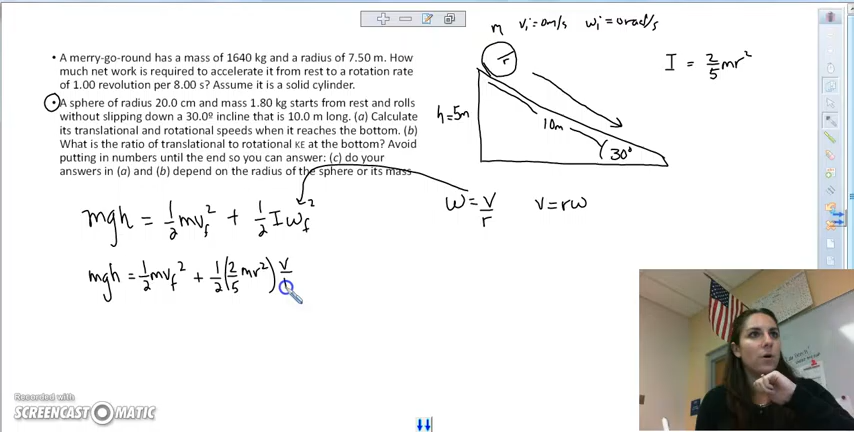 • A merry-go-round has a mass of 1640 kg and a radius of 7.50 m. How
much net work is required to accelerate it from rest to a rotation rate
of 1.00 revolution per 8.00 s? Assume it is a solid cylinder.
• A sphere of radius 20.0 cm and mass 1.80 kg starts from rest and rolls
without slipping down a 30.0º incline that is 10.0 m long. (a) Calculate
its translational and rotational speeds when it reaches the bottom. (b)
What is the ratio of translational to rotational KE at the bottom? Avoid
putting in numbers until the end so you can answer: (c) do your
answers in (a) and (b) depend on the radius of the sphere or its mass
m vᵢ = 0m/s ωᵢ = 0rad/s
r
I = 2/5 mr²
h = 5m
10m
30°
mgh = 1/2 mv_f² + 1/2 Iω_f²
ω = v/r v = rω
mgh = 1/2 mv_f² + 1/2 (2/5 mr²) v/
Recorded with
SCREENCAST O MATIC